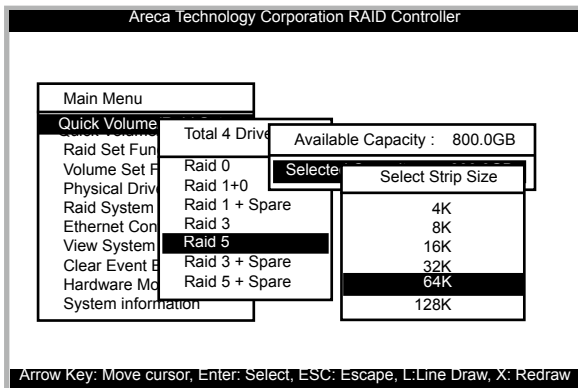 Areca Technology Corporation RAID Controller
Main Menu
Quick Volume
Raid Set Fun
Volume Set F
Physical Driv
Raid System
Ethernet Con
View System
Clear Event B
Hardware Mo
System information
Total 4 Drive
Raid 0
Raid 1+0
Raid 1 + Spare
Raid 3
Raid 5
Raid 3 + Spare
Raid 5 + Spare
Available Capacity : 800.0GB
Selecte
Select Strip Size
4K
8K
16K
32K
64K
128K
Arrow Key: Move cursor, Enter: Select, ESC: Escape, L:Line Draw, X: Redraw